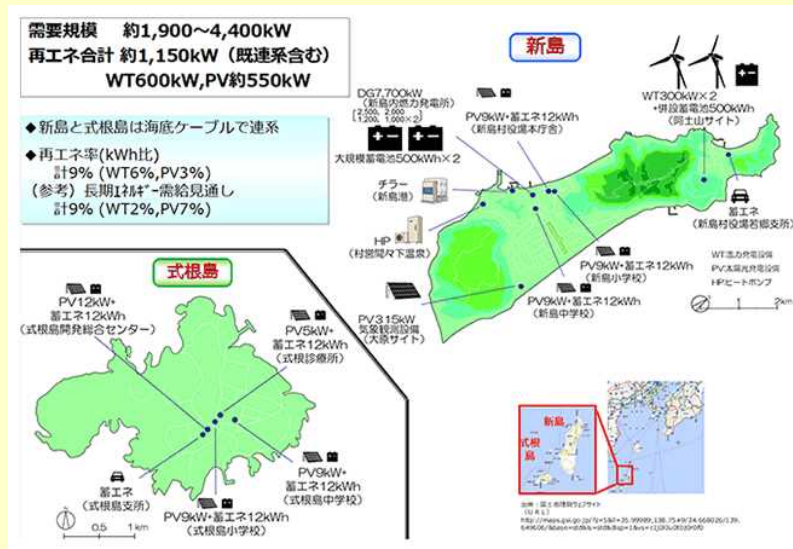 需要規模　約1,900～4,400kW
再エネ合計 約1,150kW（既連系含む）
WT600kW,PV約550kW
◆新島と式根島は海底ケーブルで連系
◆再エネ率(kWh比)
計9% (WT6%,PV3%)
(参考) 長期エネルギー需給見通し
計9% (WT2%,PV7%)
新島
DG7,700kW
（新島内燃力発電所）
2,500, 2,000
1,200, 1,000×2
大規模蓄電池500kWh×2
PV9kW+蓄エネ12kWh
（新島村役場本庁舎）
WT300kW×2
+併設蓄電池500kWh
（阿土山サイト）
チラー
（新島港）
HP
（村営間々下温泉）
蓄エネ
（新島村役場若郷支所）
PV9kW+蓄エネ12kWh
（新島小学校）
PV9kW+蓄エネ12kWh
（新島中学校）
PV315kW
気象観測設備
（大原サイト）
WT:風力発電設備
PV:太陽光発電設備
HP:ヒートポンプ
0 1 2km
式根島
PV12kW+
蓄エネ12kWh
（式根島開発総合センター）
PV5kW+
蓄エネ12kWh
（式根診療所）
蓄エネ
（式根島支所）
PV9kW+蓄エネ12kWh
（式根島小学校）
PV9kW+
蓄エネ12kWh
（式根島中学校）
0 0.5 1 km
新島
式根島
出典：国土地理院ウェブサイト
（URL）